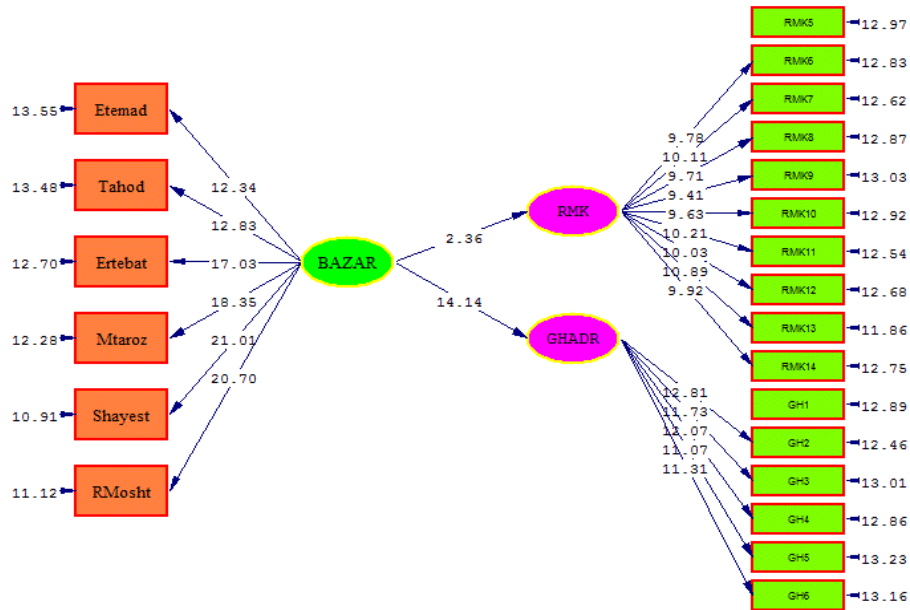 13.55 Etemad
13.48 Tahod
12.70 Ertebat
12.28 Mtaroz
10.91 Shayest
11.12 RMosht
12.34
12.83
17.03
18.35
21.01
20.70
BAZAR
2.36
14.14
RMK
GHADR
9.78
10.11
9.71
9.41
9.63
10.21
10.03
10.89
9.92
12.81
11.73
12.07
11.07
11.31
RMK5 12.97
RMK6 12.83
RMK7 12.62
RMK8 12.87
RMK9 13.03
RMK10 12.92
RMK11 12.54
RMK12 12.68
RMK13 11.86
RMK14 12.75
GH1 12.89
GH2 12.46
GH3 13.01
GH4 12.86
GH5 13.23
GH6 13.16